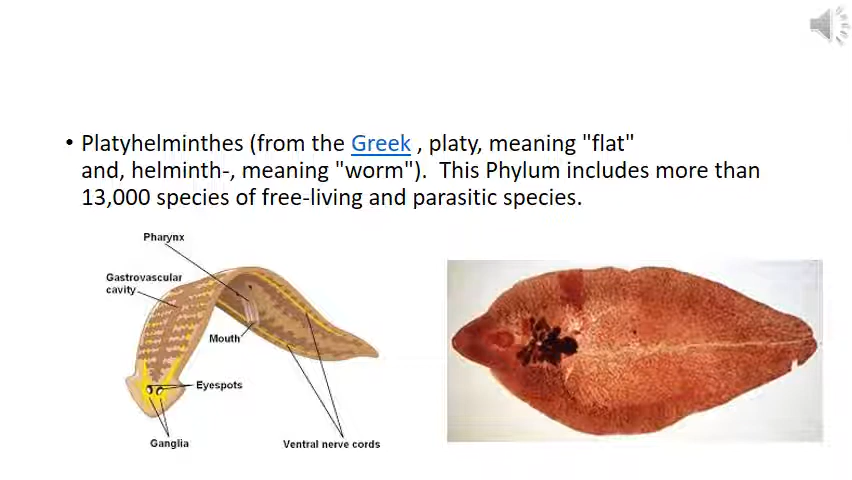 • Platyhelminthes (from the Greek , platy, meaning "flat"
and, helminth-, meaning "worm").  This Phylum includes more than
13,000 species of free-living and parasitic species.
Pharynx
Gastrovascular
cavity
Mouth
Eyespots
Ganglia
Ventral nerve cords